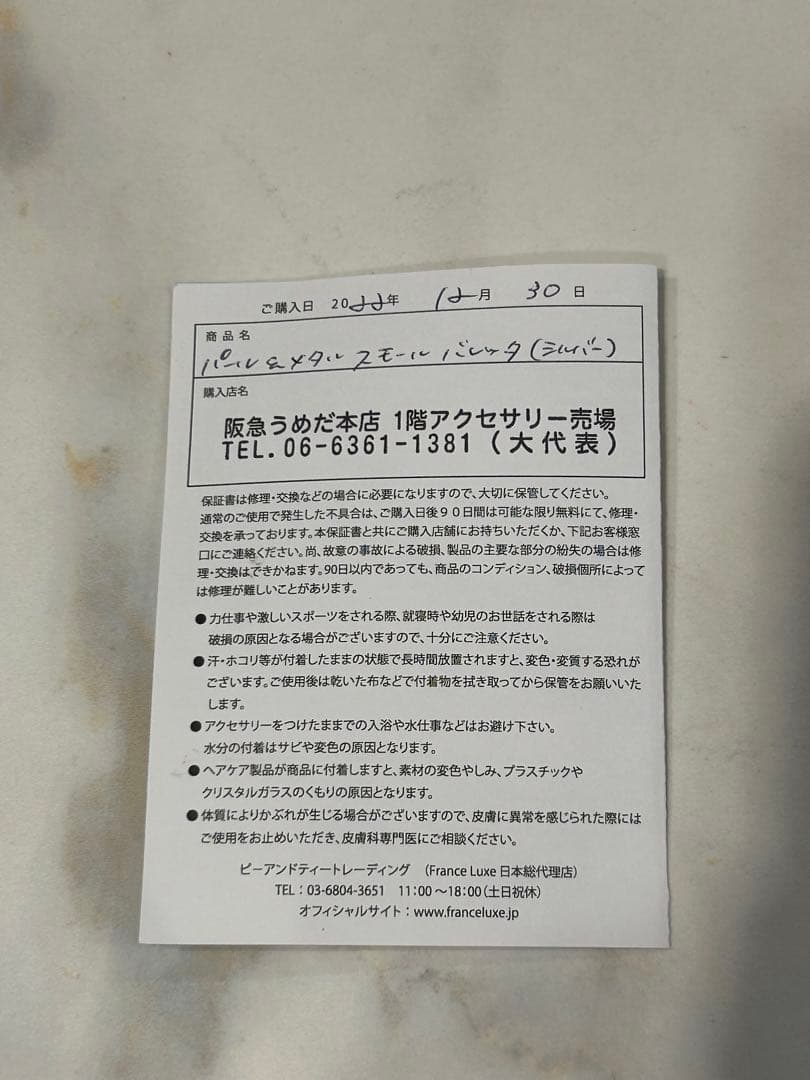 ご購入日 2022年 12月 30日
商品名
パール&メタル スモール バレッタ(シルバー)
購入店名
阪急うめだ本店 1階アクセサリー売場
TEL.06-6361-1381(大代表)
保証書は修理・交換などの場合に必要になりますので、大切に保管してください。
通常のご使用で発生した不具合は、ご購入日後90日間は可能な限り無料にて、修理・
交換を承っております。本保証書と共にご購入店舗にお持ちいただくか、下記お客様窓
口にご連絡ください。尚、故意の事故による破損、製品の主要な部分の紛失の場合は修
理・交換はできかねます。90日以内であっても、商品のコンディション、破損個所によって
は修理が難しいことがあります。
●力仕事や激しいスポーツをされる際、就寝時や幼児のお世話をされる際は
破損の原因となる場合がございますので、十分にご注意ください。
●汗・ホコリ等が付着したままの状態で長時間放置されますと、変色・変質する恐れが
ございます。ご使用後は乾いた布などで付着物を拭き取ってから保管をお願いいた
します。
●アクセサリーをつけたままでの入浴や水仕事などはお避け下さい。
水分の付着はサビや変色の原因となります。
●ヘアケア製品が商品に付着しますと、素材の変色やしみ、プラスチックや
クリスタルガラスのくもりの原因となります。
●体質によりかぶれが生じる場合がございますので、皮膚に異常を感じられた際には
ご使用をお止めいただき、皮膚科専門医にご相談ください。
ピーアンドティートレーディング (France Luxe 日本総代理店)
TEL:03-6804-3651 11:00~18:00(土日祝休)
オフィシャルサイト:www.franceluxe.jp